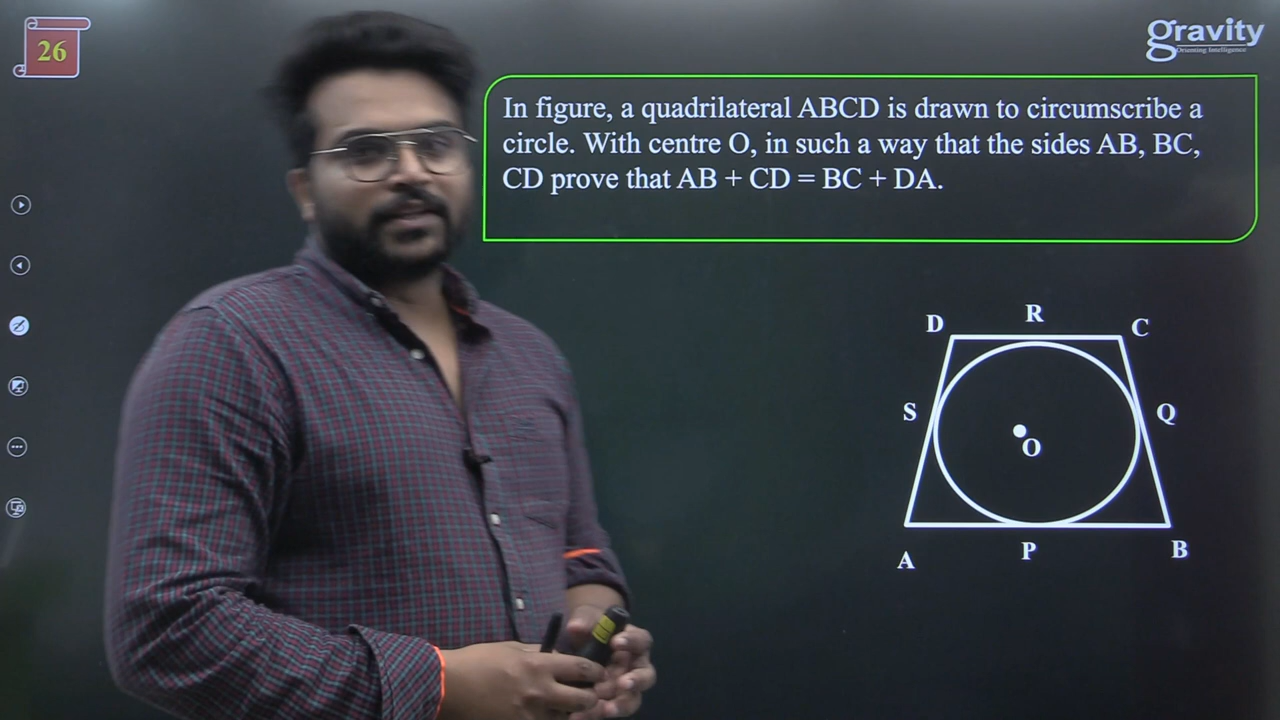 26
gravity
Orienting Intelligence
In figure, a quadrilateral ABCD is drawn to circumscribe a
circle. With centre O, in such a way that the sides AB, BC,
CD prove that AB + CD = BC + DA.
D R C
S Q
O
A P B